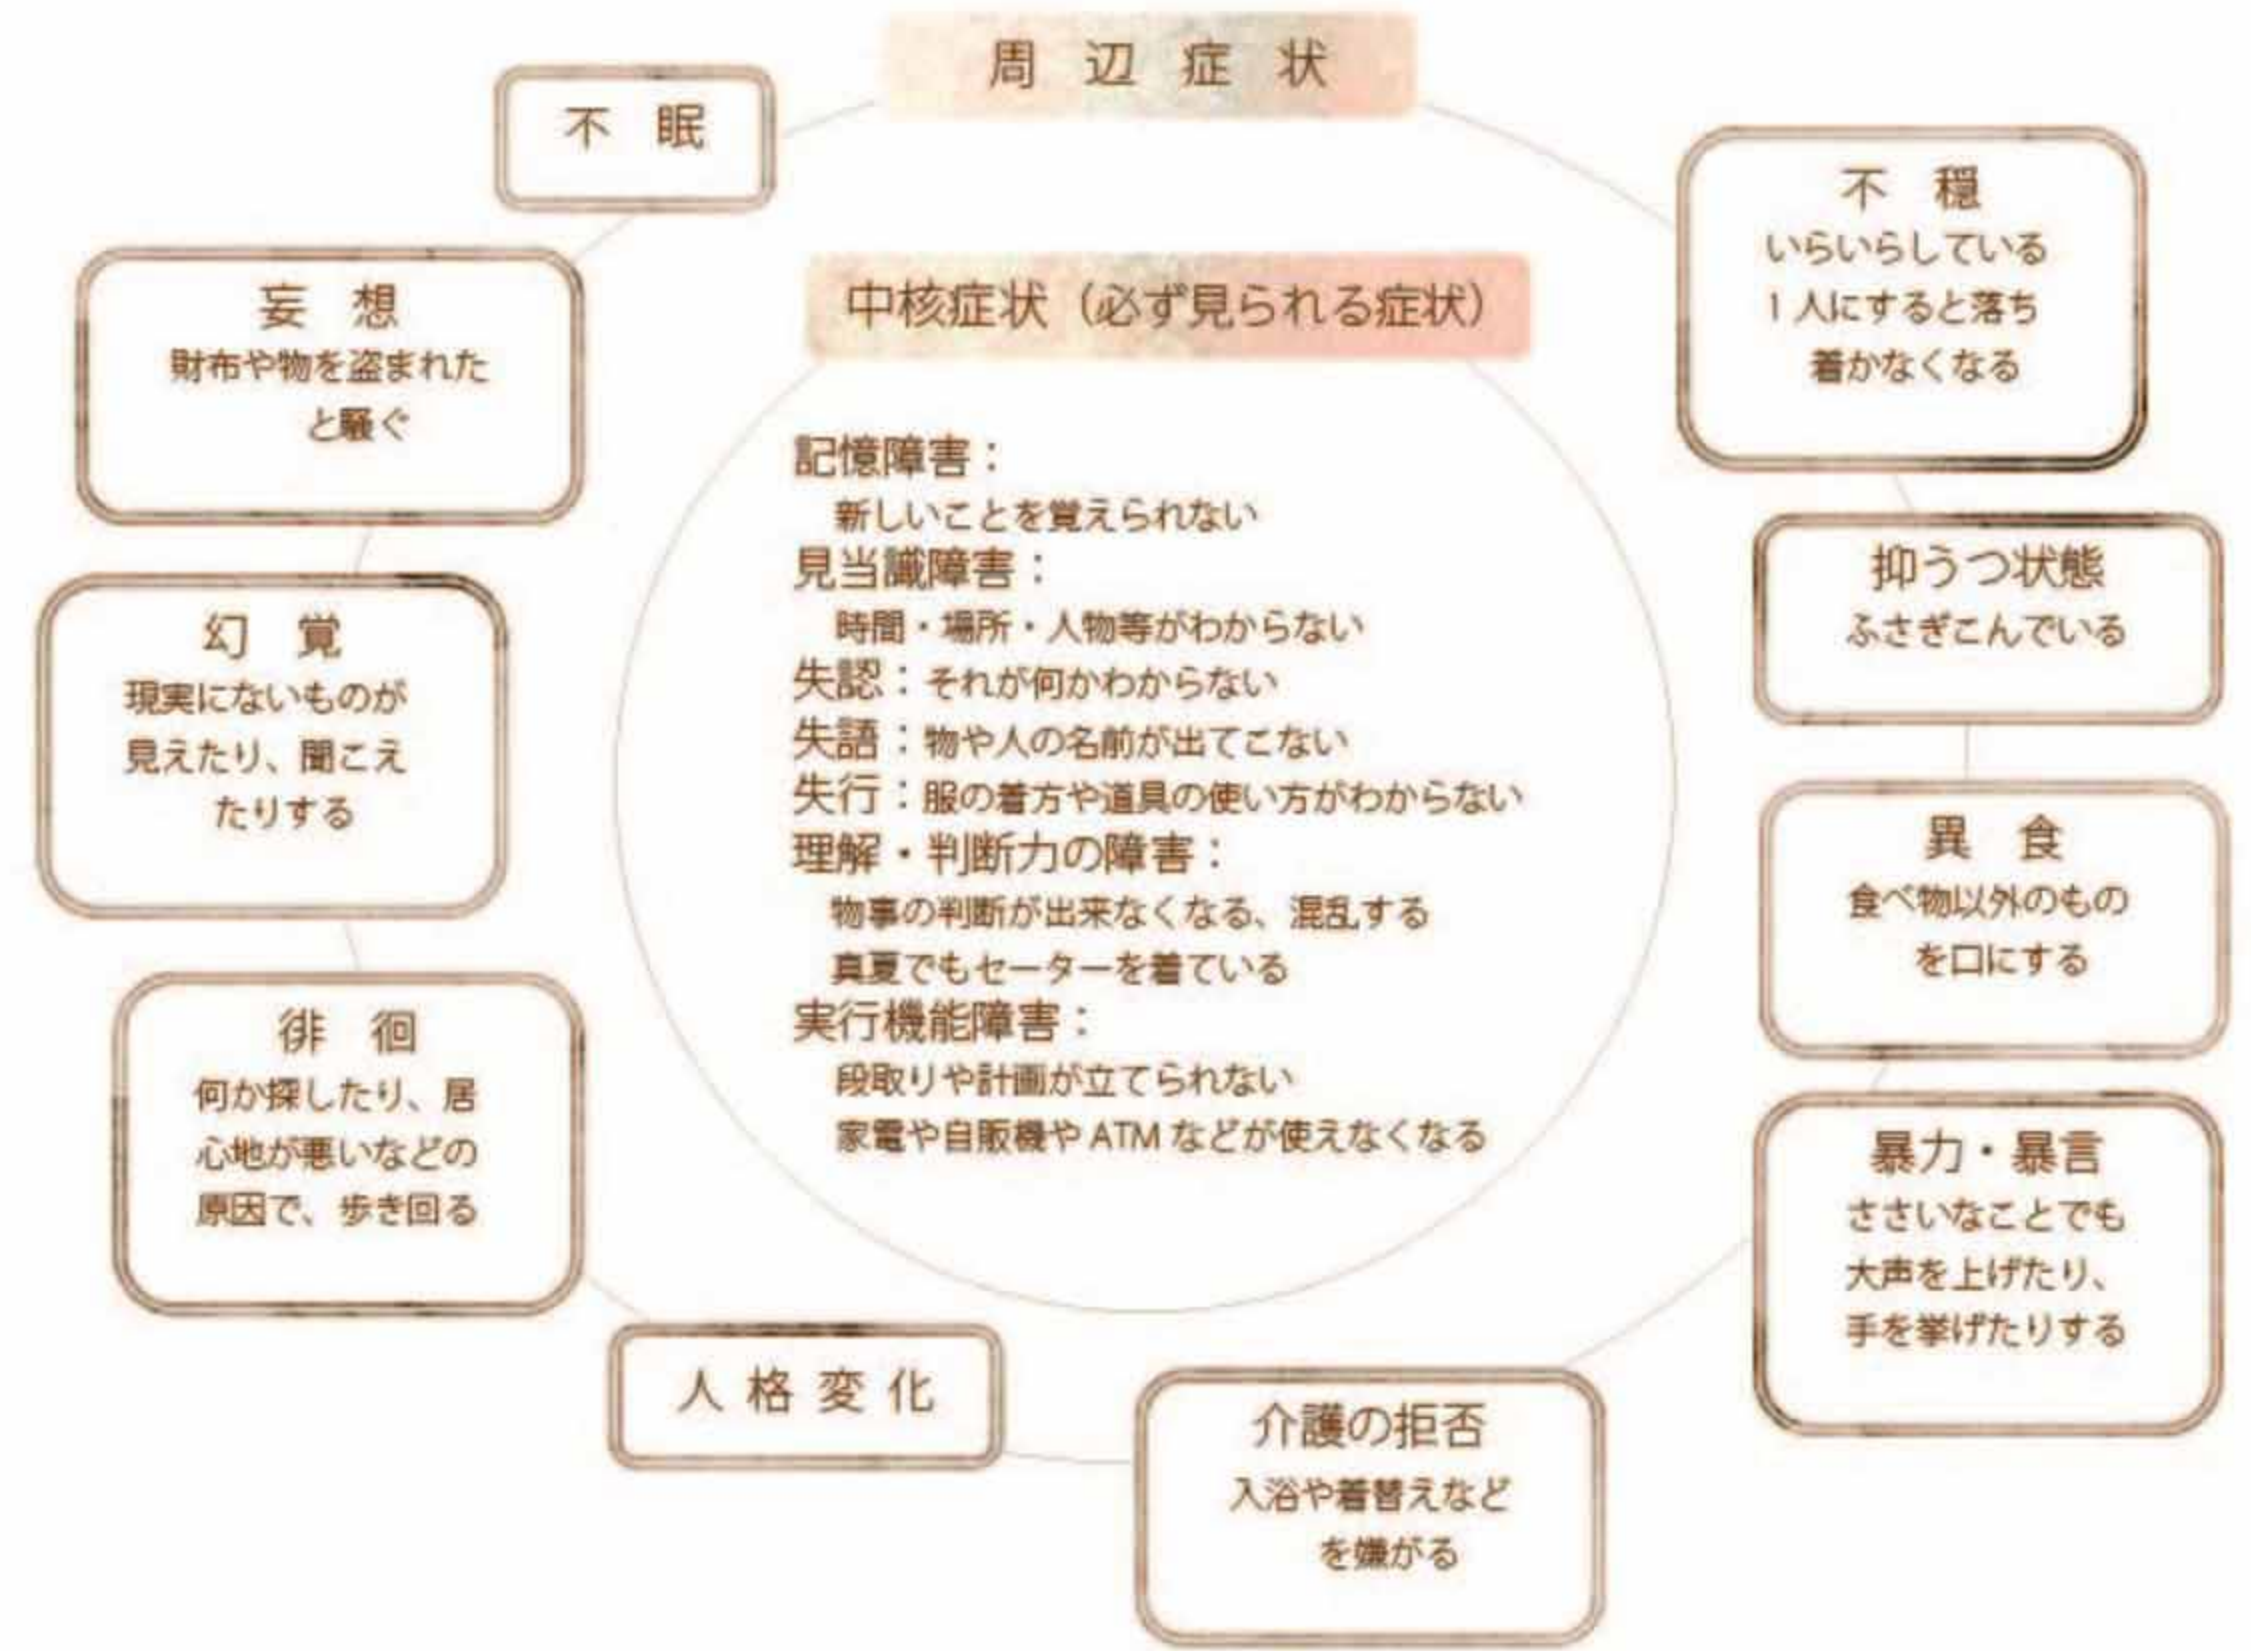 周辺症状
不眠
妄想
財布や物を盗まれた
と騒ぐ
幻覚
現実にないものが
見えたり、聞こえ
たりする
徘徊
何か探したり、居
心地が悪いなどの
原因で、歩き回る
人格変化
中核症状（必ず見られる症状）
記憶障害：
新しいことを覚えられない
見当識障害：
時間・場所・人物等がわからない
失認：それが何かわからない
失語：物や人の名前が出てこない
失行：服の着方や道具の使い方がわからない
理解・判断力の障害：
物事の判断が出来なくなる、混乱する
真夏でもセーターを着ている
実行機能障害：
段取りや計画が立てられない
家電や自販機やATMなどが使えなくなる
不穏
いらいらしている
1人にすると落ち
着かなくなる
抑うつ状態
ふさぎこんでいる
異食
食べ物以外のもの
を口にする
暴力・暴言
ささいなことでも
大声を上げたり、
手を挙げたりする
介護の拒否
入浴や着替えなど
を嫌がる